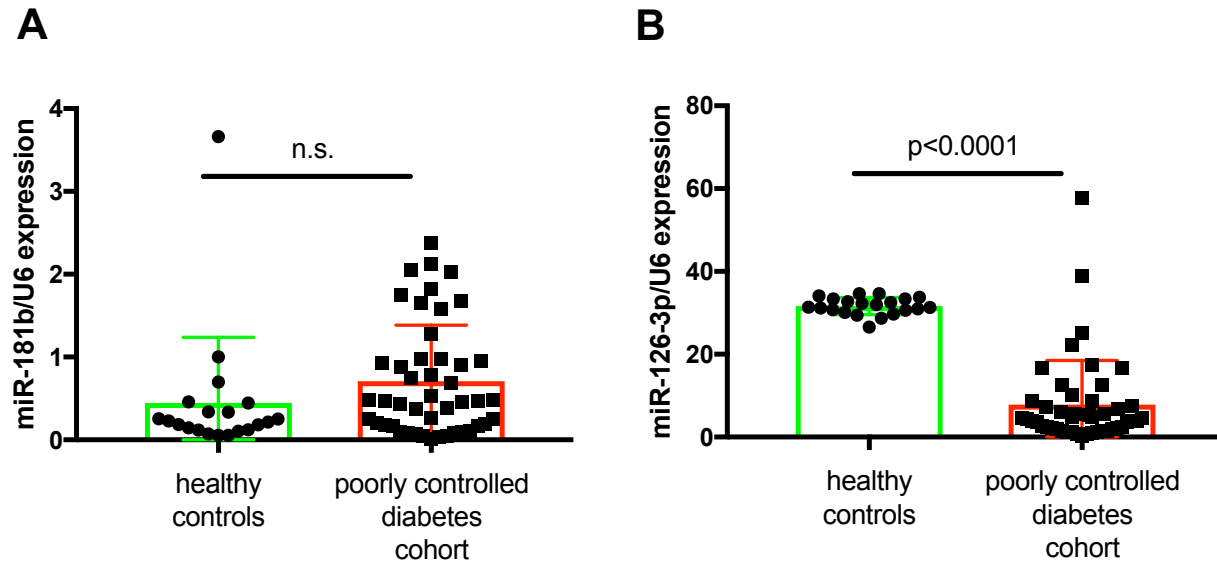 A
miR-181b/U6 expression
4
3
2
1
0
n.s.
healthy
controls
poorly controlled
diabetes
cohort
B
miR-126-3p/U6 expression
80
60
40
20
0
p<0.0001
healthy
controls
poorly controlled
diabetes
cohort